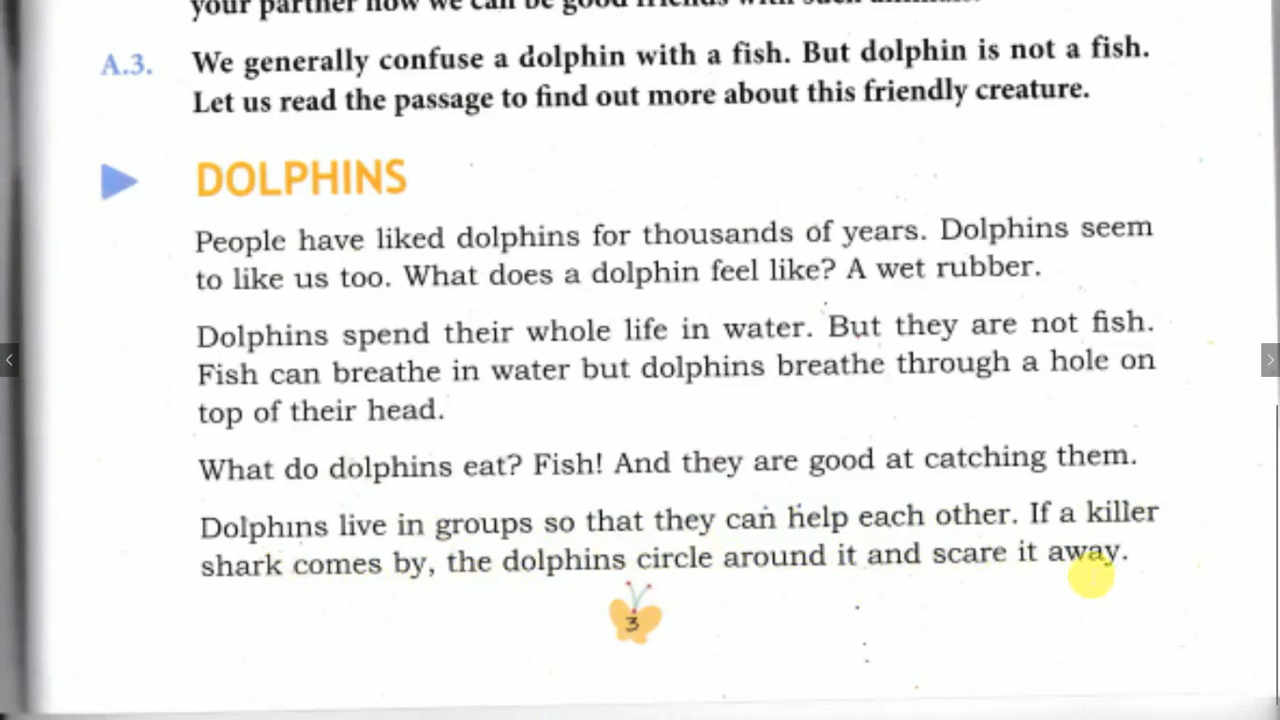 your partner how we can be good friends with such animals.
A.3. We generally confuse a dolphin with a fish. But dolphin is not a fish.
Let us read the passage to find out more about this friendly creature.
DOLPHINS
People have liked dolphins for thousands of years. Dolphins seem
to like us too. What does a dolphin feel like? A wet rubber.
Dolphins spend their whole life in water. But they are not fish.
Fish can breathe in water but dolphins breathe through a hole on
top of their head.
What do dolphins eat? Fish! And they are good at catching them.
Dolphins live in groups so that they can help each other. If a killer
shark comes by, the dolphins circle around it and scare it away.
3